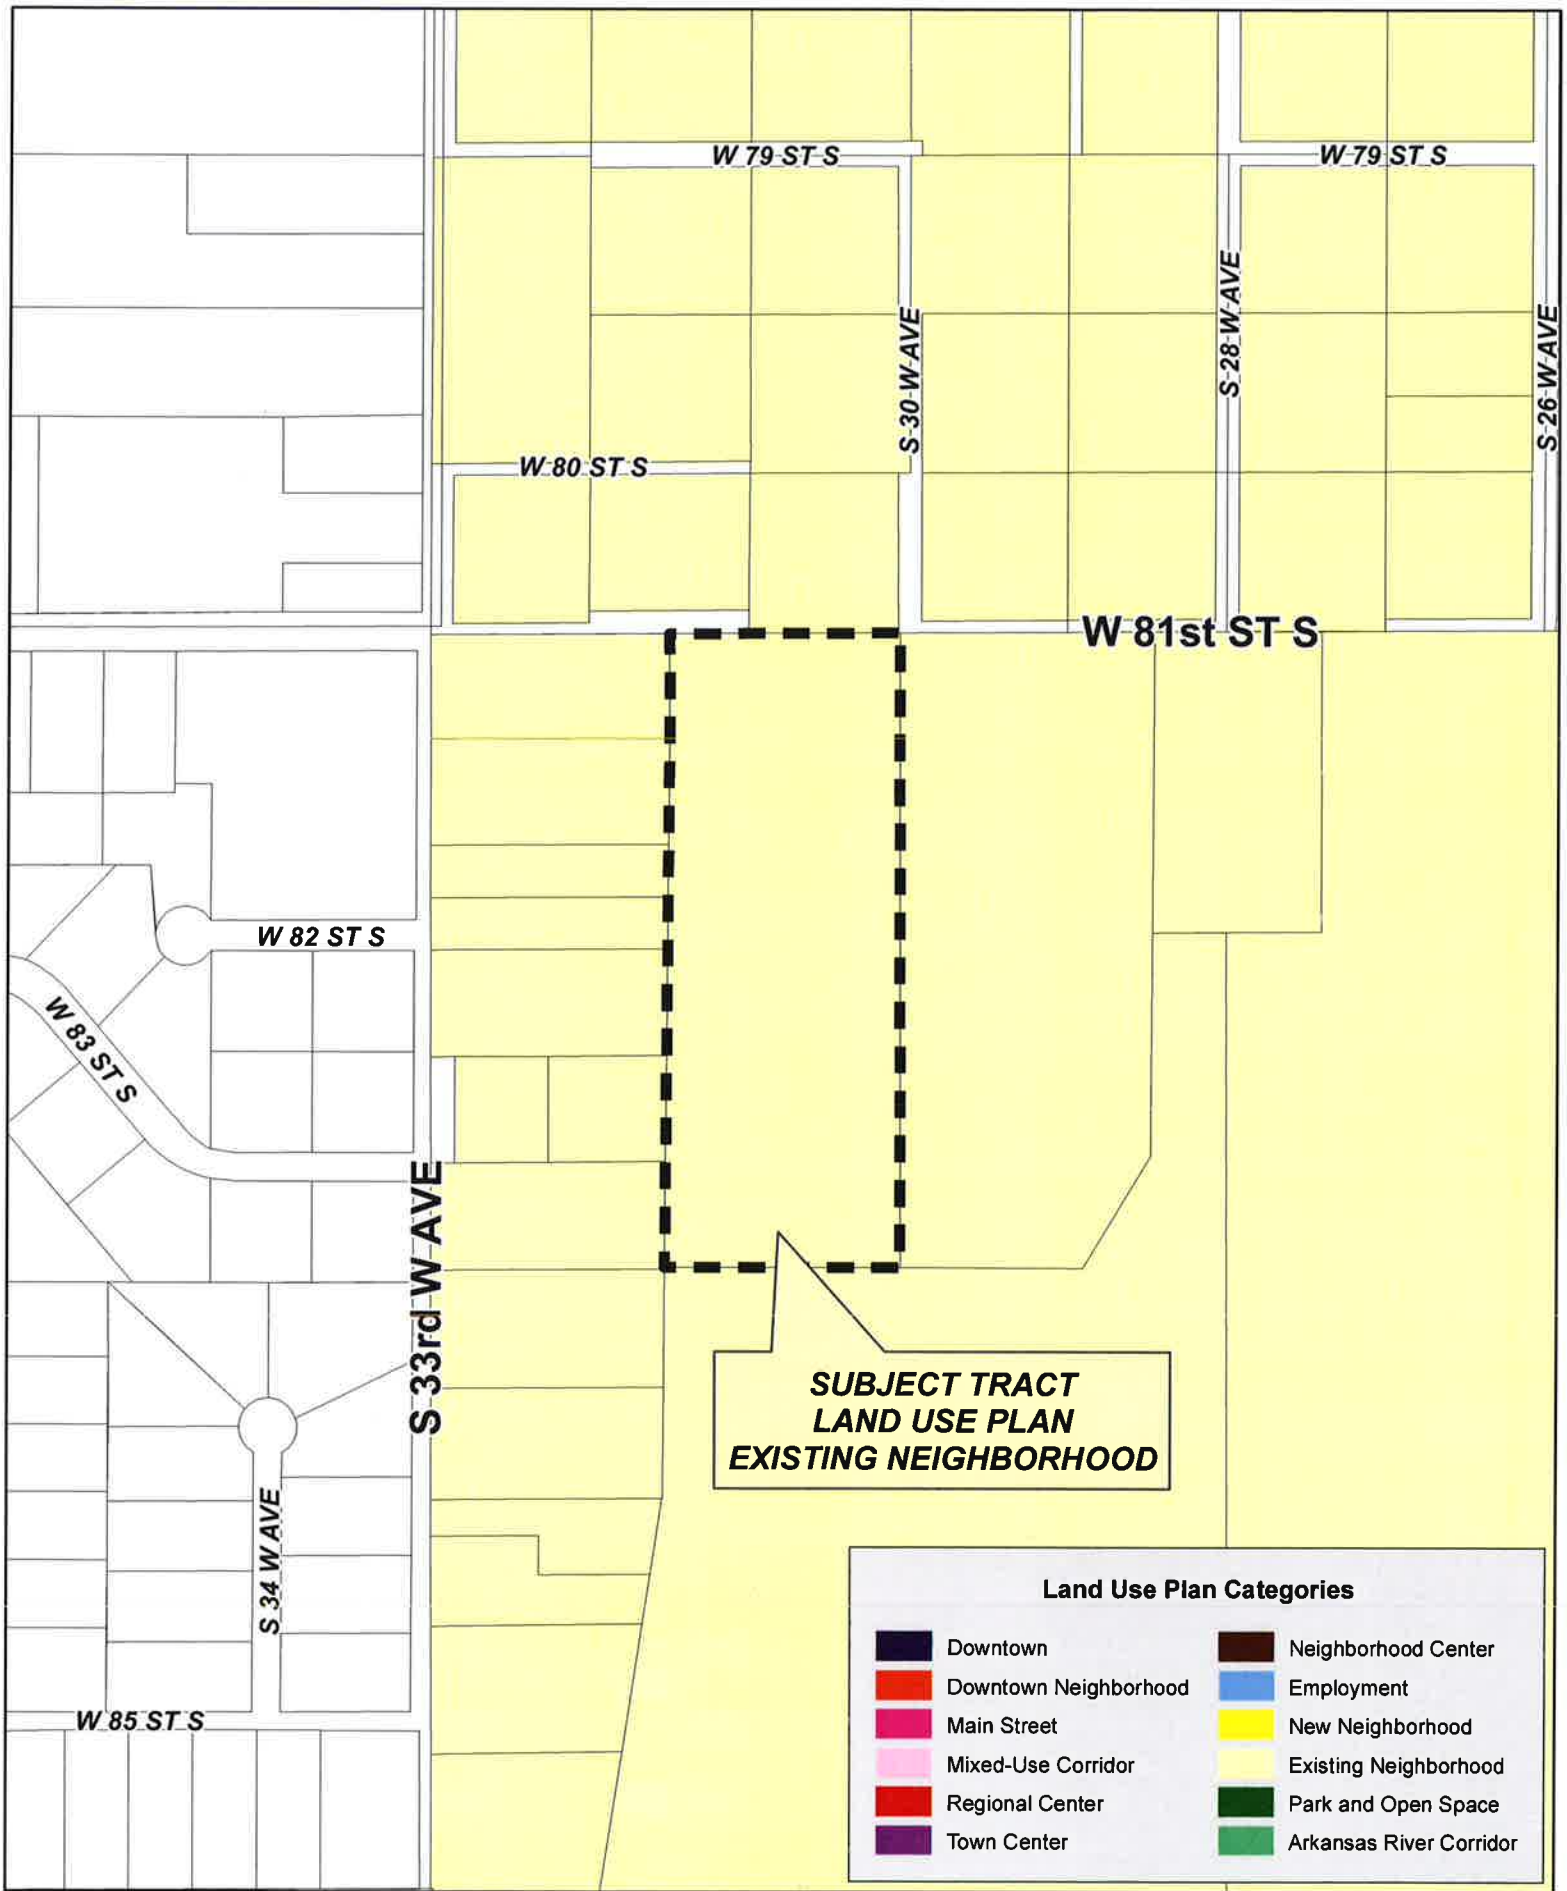 W 79 ST S
W 79 ST S
S 28 W AVE
S 30 W AVE
S 26 W AVE
W 80 ST S
W 81st ST S
W 82 ST S
W 83 ST S
S 33rd W AVE
SUBJECT TRACT
LAND USE PLAN
EXISTING NEIGHBORHOOD
S 34 W AVE
W 85 ST S
Land Use Plan Categories
Downtown
Downtown Neighborhood
Main Street
Mixed-Use Corridor
Regional Center
Town Center
Neighborhood Center
Employment
New Neighborhood
Existing Neighborhood
Park and Open Space
Arkansas River Corridor